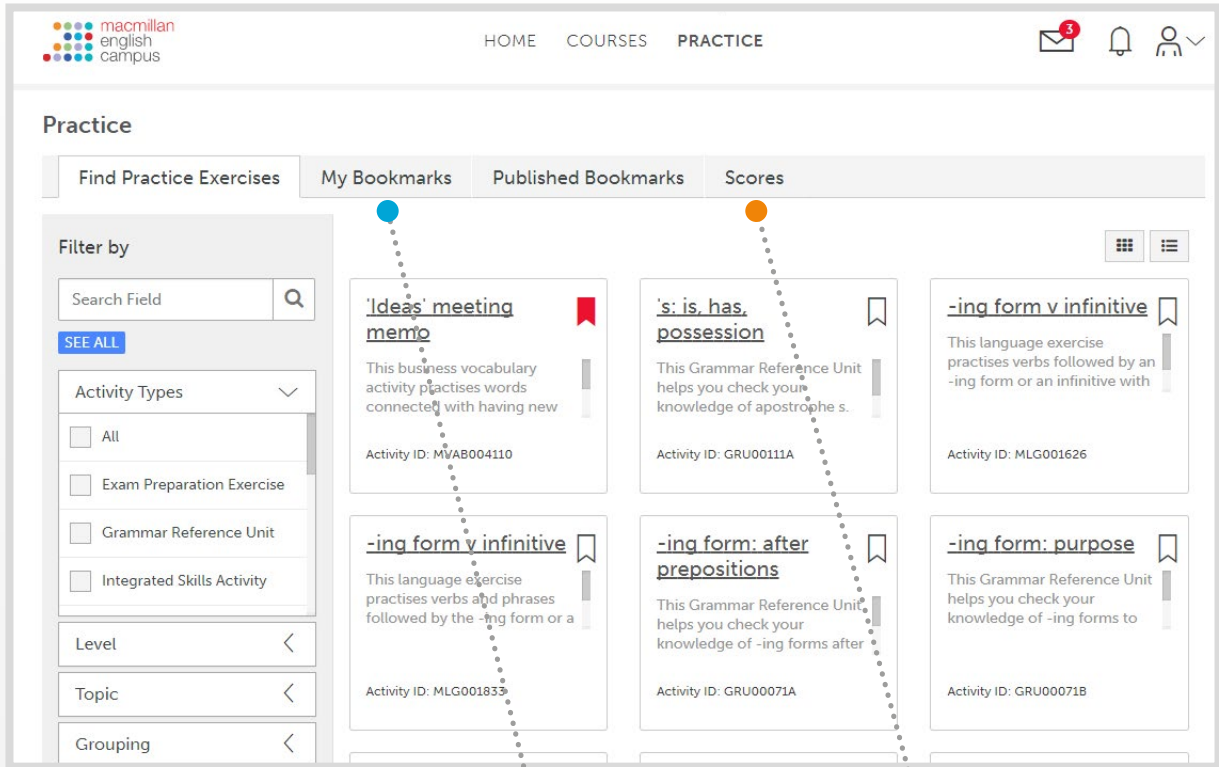 macmillan
english
campus
HOME COURSES PRACTICE
3
Practice
Find Practice Exercises My Bookmarks Published Bookmarks Scores
Filter by
Search Field
SEE ALL
Activity Types
All
Exam Preparation Exercise
Grammar Reference Unit
Integrated Skills Activity
Level
Topic
Grouping
'Ideas' meeting
memo
This business vocabulary
activity practises words
connected with having new
Activity ID: MVAB004110
's: is, has,
possession
This Grammar Reference Unit
helps you check your
knowledge of apostrophe s.
Activity ID: GRU00111A
-ing form v infinitive
This language exercise
practises verbs followed by an
-ing form or an infinitive with
Activity ID: MLG001626
-ing form v infinitive
This language exercise
practises verbs and phrases
followed by the -ing form or a
Activity ID: MLG001833
-ing form: after
prepositions
This Grammar Reference Unit
helps you check your
knowledge of -ing forms after
Activity ID: GRU00071A
-ing form: purpose
This Grammar Reference Unit
helps you check your
knowledge of -ing forms to
Activity ID: GRU00071B